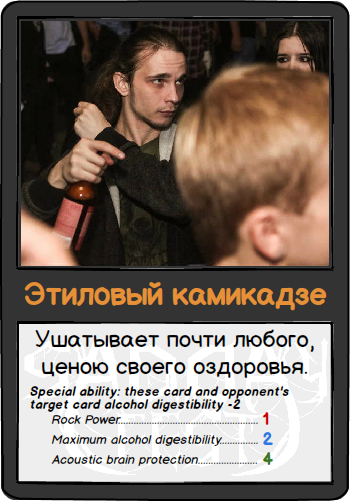 Этиловый камикадзе
Ушатывает почти любого,
ценою своего оздоровья.
Special ability: these card and opponent's
target card alcohol digestibility -2
Rock Power........................................ 1
Maximum alcohol digestibility............ 2
Acoustic brain protection.................. 4